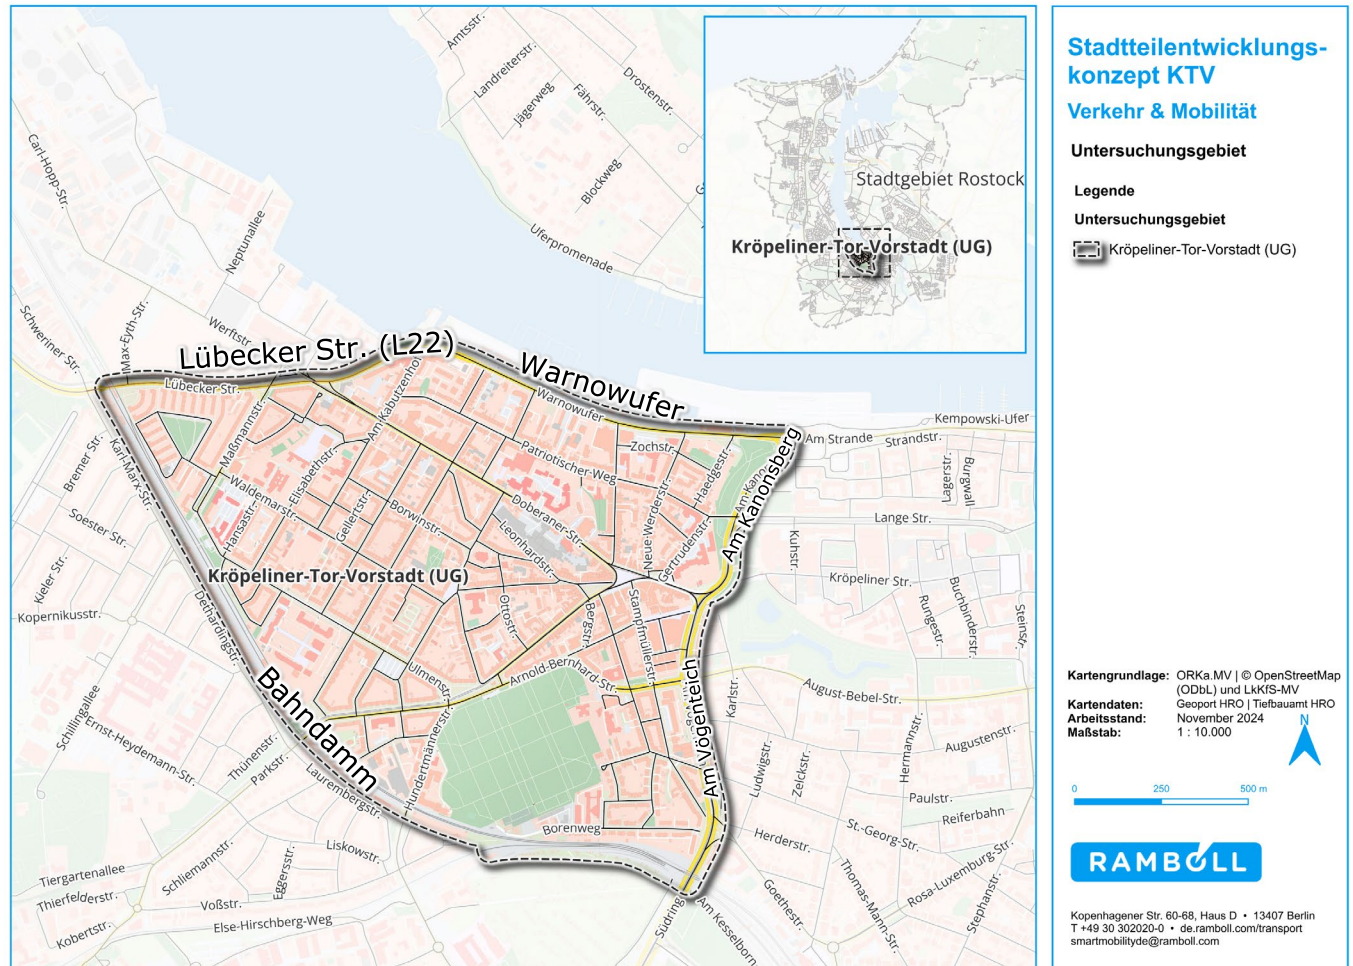 Amtsstr.
Landreiterstr.
Jägerweg
Fährstr.
Drostenstr.
Blockweg
Uferpromenade
Carl-Hopp-Str.
Neptunallee
Schweriner Str.
Max-Eyth-Str.
Werftstr.
Stadtgebiet Rostock
Kröpeliner-Tor-Vorstadt (UG)
Lübecker Str. (L22)
Warnowufer
Lübecker Str.
Am Kabutzenhof
Warnowufer
Kempowski-Ufer
Am Strande
Strandstr.
Am Kanonsberg
Bremer Str.
Karl-Marx-Str.
Maßmannstr.
Elisabethstr.
Waldemarstr.
Hansastr.
Gellertstr.
Borwinstr.
Patriotischer-Weg
Zochstr.
Haedgestr.
Neue-Werderstr.
Gertrudenstr.
Doberaner-Str.
Leonhardstr.
Lagerstr.
Burgwall
Lange Str.
Kuhstr.
Kröpeliner Str.
Buchbinderstr.
Rungestr.
Steinstr.
Soester-Str.
Kieler-Str.
Kopernikusstr.
Dethardingstr.
Kröpeliner-Tor-Vorstadt (UG)
Ottostr.
Bergstr.
Stampfmüllerstr.
Ulmenstr.
Arnold-Bernhard-Str.
Bahndamm
Am Vögenteich
Karlstr.
August-Bebel-Str.
Schillingallee
Ernst-Heydemann-Str.
Thünenstr.
Parkstr.
Laurembergstr.
Hundertmännerstr.
Borenweg
Ludwigstr.
Zelckstr.
Hermannstr.
Augustenstr.
Paulstr.
Reiferbahn
Herderstr.
St.-Georg-Str.
Thomas-Mann-Str.
Rosa-Luxemburg-Str.
Stephanstr.
Goethestr.
Am Kesselborn
Südring
Liskowstr.
Eggersstr.
Schliemannstr.
Tiergartenallee
Thierfelderstr.
Voßstr.
Kobertstr.
Else-Hirschberg-Weg
Stadtteilentwicklungs-
konzept KTV
Verkehr & Mobilität
Untersuchungsgebiet
Legende
Untersuchungsgebiet
Kröpeliner-Tor-Vorstadt (UG)
Kartengrundlage: ORKa.MV | © OpenStreetMap
(ODbL) und LkKfS-MV
Kartendaten: Geoport HRO | Tiefbauamt HRO
Arbeitsstand: November 2024
Maßstab: 1 : 10.000
N
0 250 500 m
RAMBOLL
Kopenhagener Str. 60-68, Haus D • 13407 Berlin
T +49 30 302020-0 • de.ramboll.com/transport
smartmobilityde@ramboll.com